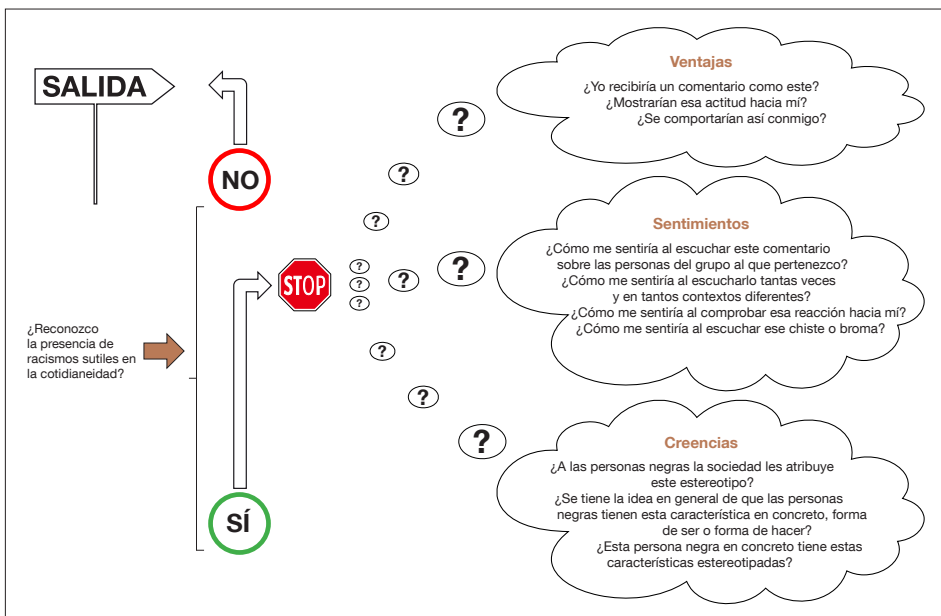 SALIDA
NO
¿Reconozco
la presencia de
racismos sutiles en
la cotidianeidad?
SÍ
STOP
?
?
?
?
?
?
?
?
?
?
?
Ventajas
¿Yo recibiría un comentario como este?
¿Mostrarían esa actitud hacia mí?
¿Se comportarían así conmigo?
Sentimientos
¿Cómo me sentiría al escuchar este comentario
sobre las personas del grupo al que pertenezco?
¿Cómo me sentiría al escucharlo tantas veces
y en tantos contextos diferentes?
¿Cómo me sentiría al comprobar esa reacción hacia mí?
¿Cómo me sentiría al escuchar ese chiste o broma?
Creencias
¿A las personas negras la sociedad les atribuye
este estereotipo?
¿Se tiene la idea en general de que las personas
negras tienen esta característica en concreto, forma
de ser o forma de hacer?
¿Esta persona negra en concreto tiene estas
características estereotipadas?